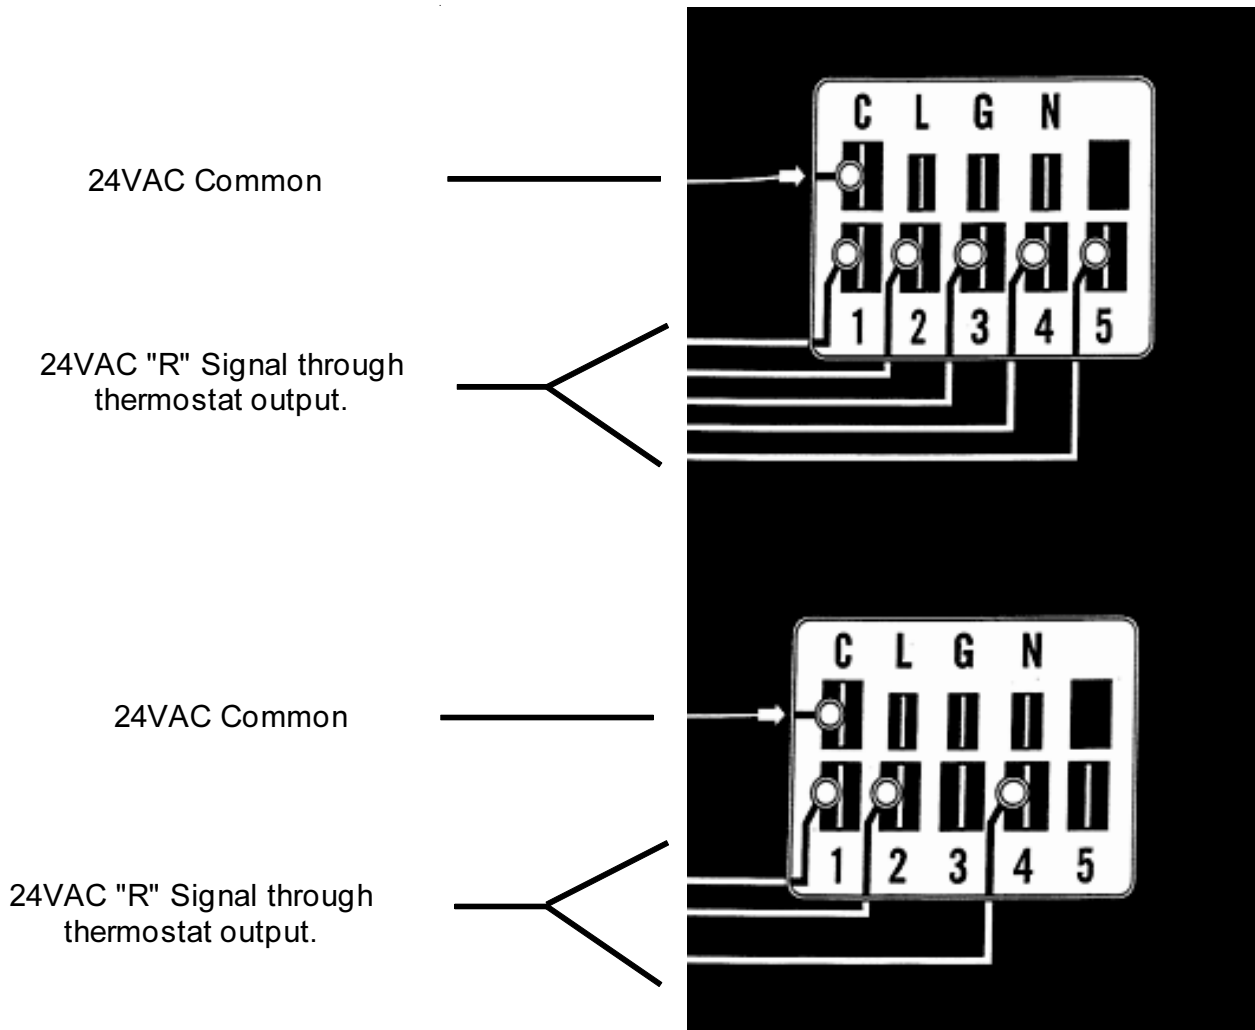 C L G N
24VAC Common
1 2 3 4 5
24VAC "R" Signal through
thermostat output.
C L G N
24VAC Common
1 2 3 4 5
24VAC "R" Signal through
thermostat output.